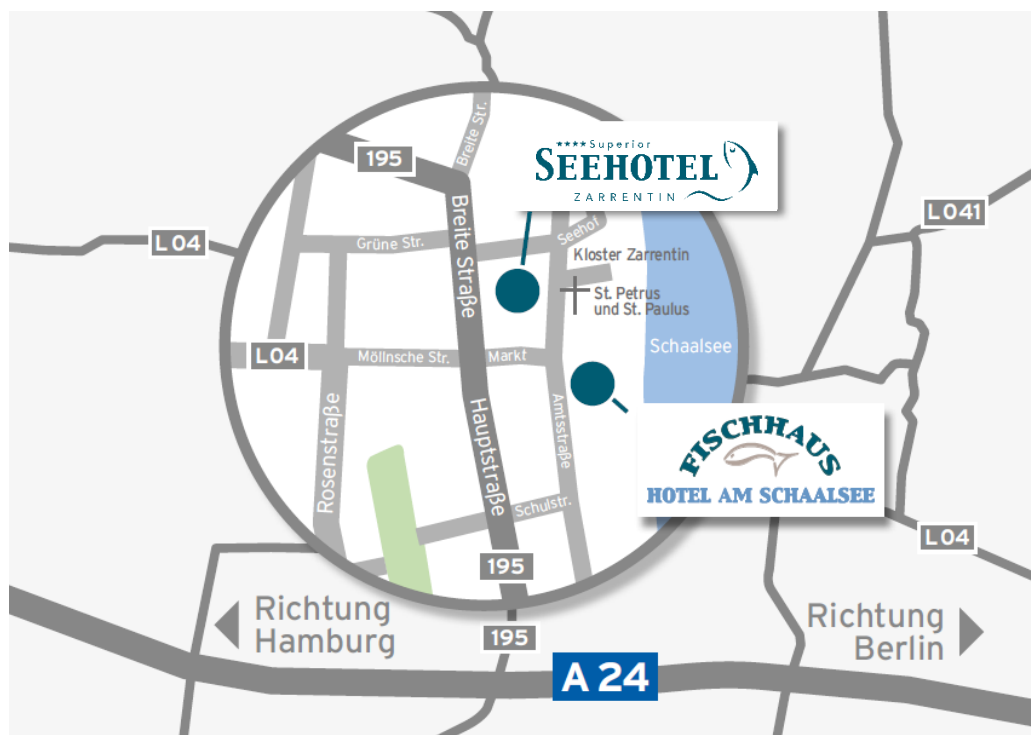 Breite Str.
195
****Superior
SEEHOTEL
ZARRENTIN
L041
L04
Grüne Str.
Seehof
Breite Straße
Kloster Zarrentin
St. Petrus
und St. Paulus
L04
Möllnsche Str.
Markt
Schaalsee
Rosenstraße
Hauptstraße
Amtsstraße
FISCHHAUS
HOTEL AM SCHAALSEE
Schulstr.
L04
195
Richtung
Hamburg
195
Richtung
Berlin
A 24